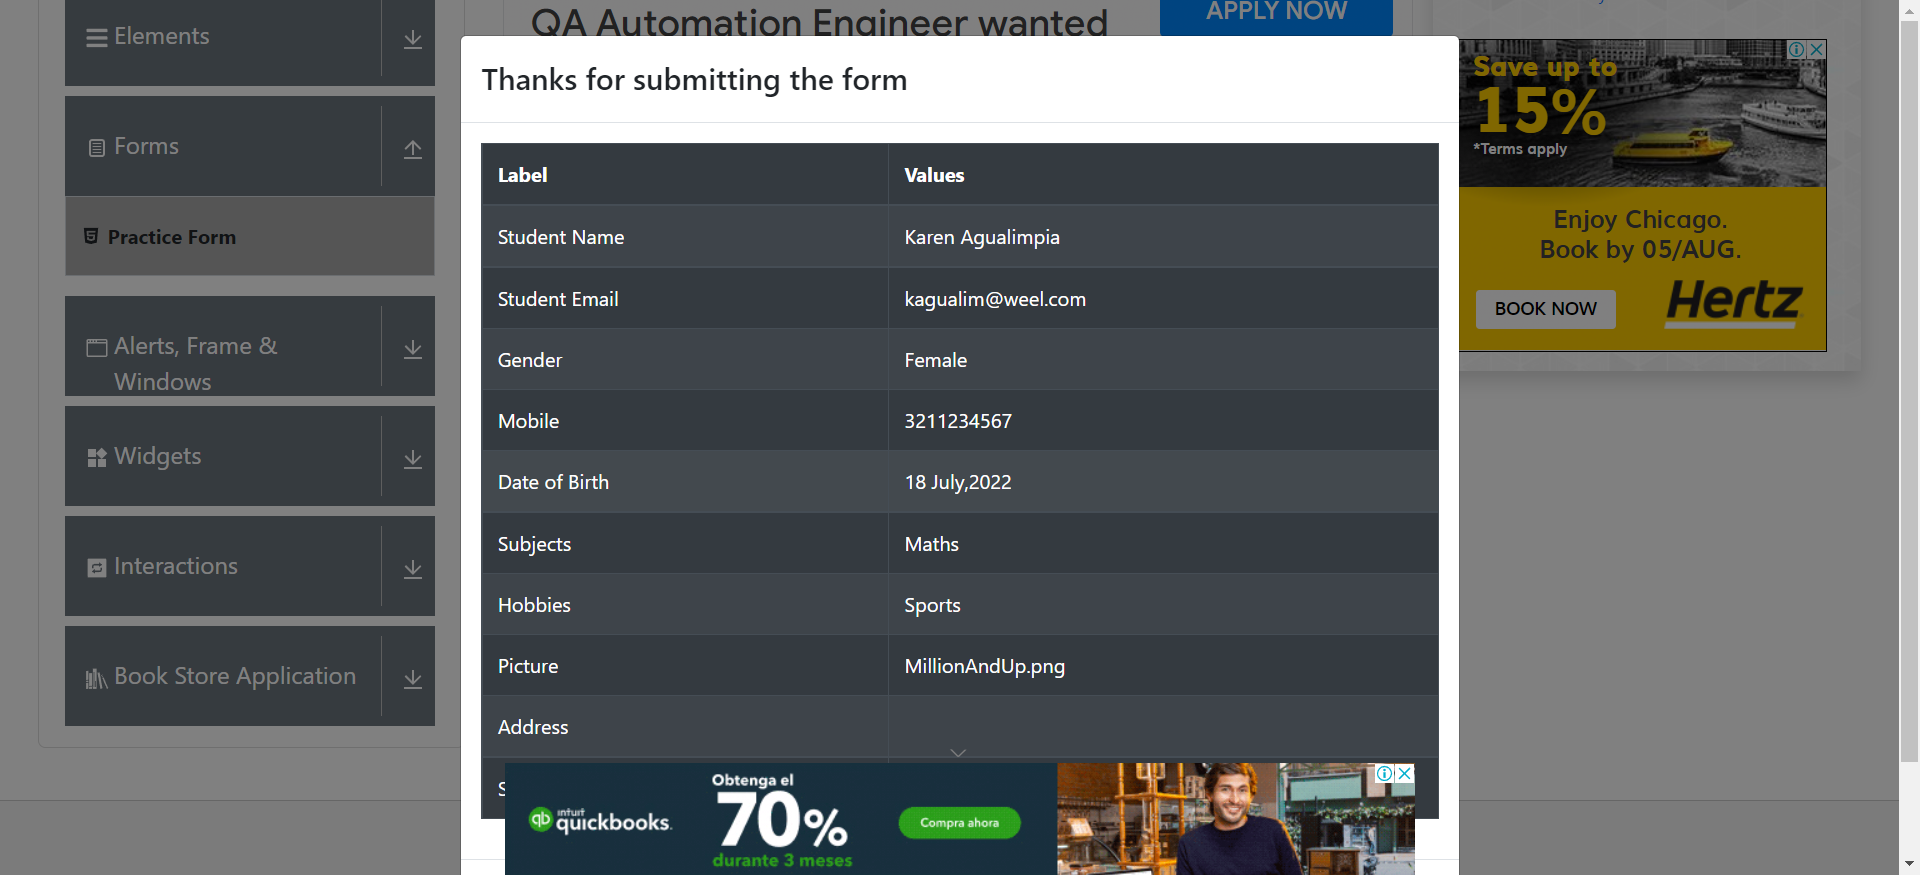 Elements
Forms
Practice Form
Alerts, Frame &
Windows
Widgets
Interactions
Book Store Application
QA Automation Engineer wanted
APPLY NOW
Thanks for submitting the form
Label Values
Student Name Karen Agualimpia
Student Email kagualim@weel.com
Gender Female
Mobile 3211234567
Date of Birth 18 July,2022
Subjects Maths
Hobbies Sports
Picture MillionAndUp.png
Address
Obtenga el
70%
durante 3 meses
intuit
quickbooks.
Compra ahora
Save up to
15%
*Terms apply
Enjoy Chicago.
Book by 05/AUG.
BOOK NOW
Hertz